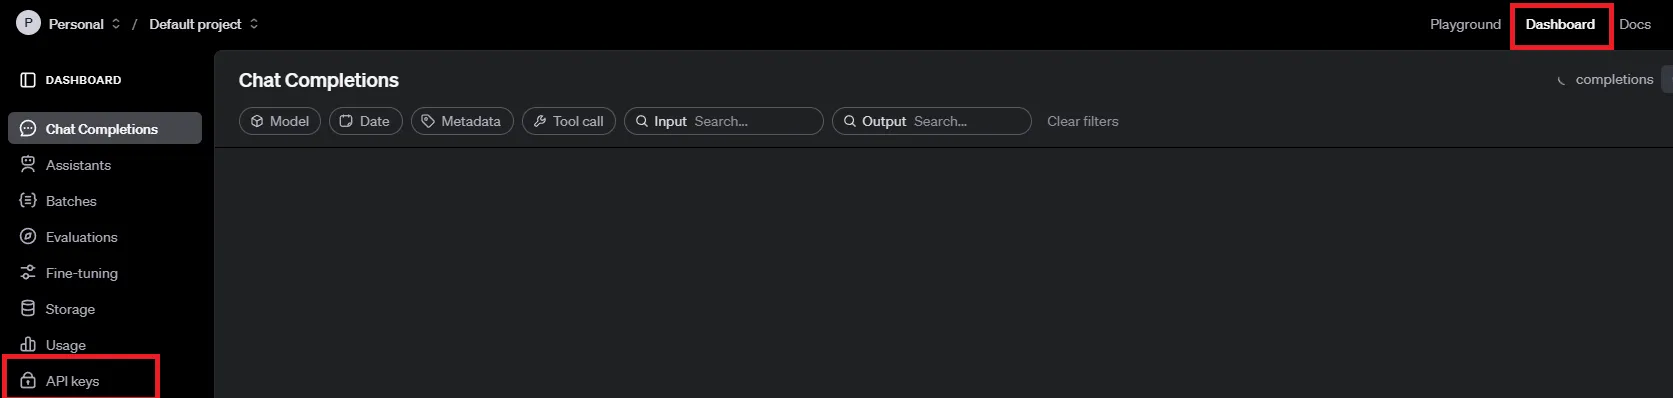 P Personal / Default project
Playground Dashboard Docs
DASHBOARD
Chat Completions
Assistants
Batches
Evaluations
Fine-tuning
Storage
Usage
API keys
Chat Completions
completions
Model Date Metadata Tool call Input Search... Output Search... Clear filters